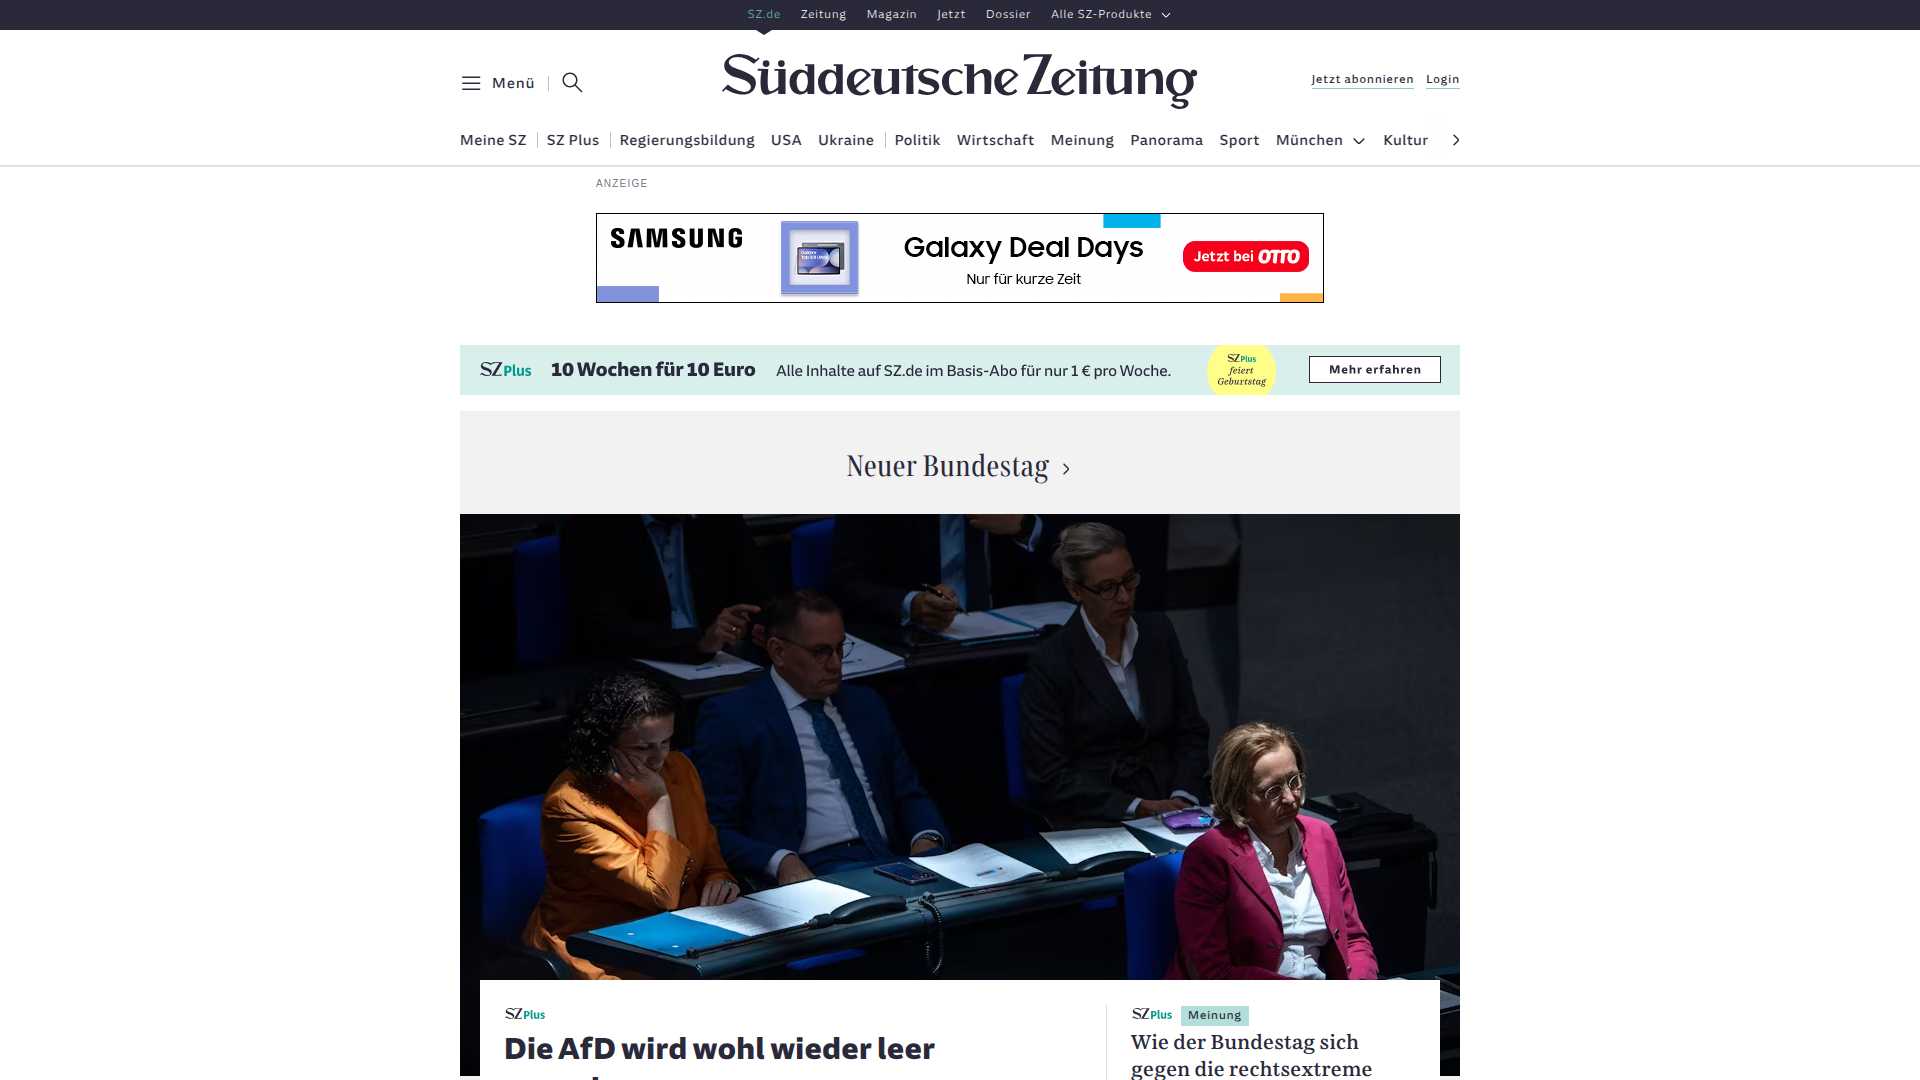 SZ.de Zeitung Magazin Jetzt Dossier Alle SZ-Produkte
Menü
Süddeutsche Zeitung
Jetzt abonnieren Login
Meine SZ SZ Plus Regierungsbildung USA Ukraine Politik Wirtschaft Meinung Panorama Sport München Kultur
ANZEIGE
SAMSUNG
Galaxy Deal Days
Nur für kurze Zeit
Jetzt bei OTTO
SZ Plus 10 Wochen für 10 Euro Alle Inhalte auf SZ.de im Basis-Abo für nur 1 € pro Woche.
SZ Plus
feiert
Geburtstag
Mehr erfahren
Neuer Bundestag
SZ Plus
Die AfD wird wohl wieder leer
SZ Plus Meinung
Wie der Bundestag sich
gegen die rechtsextreme